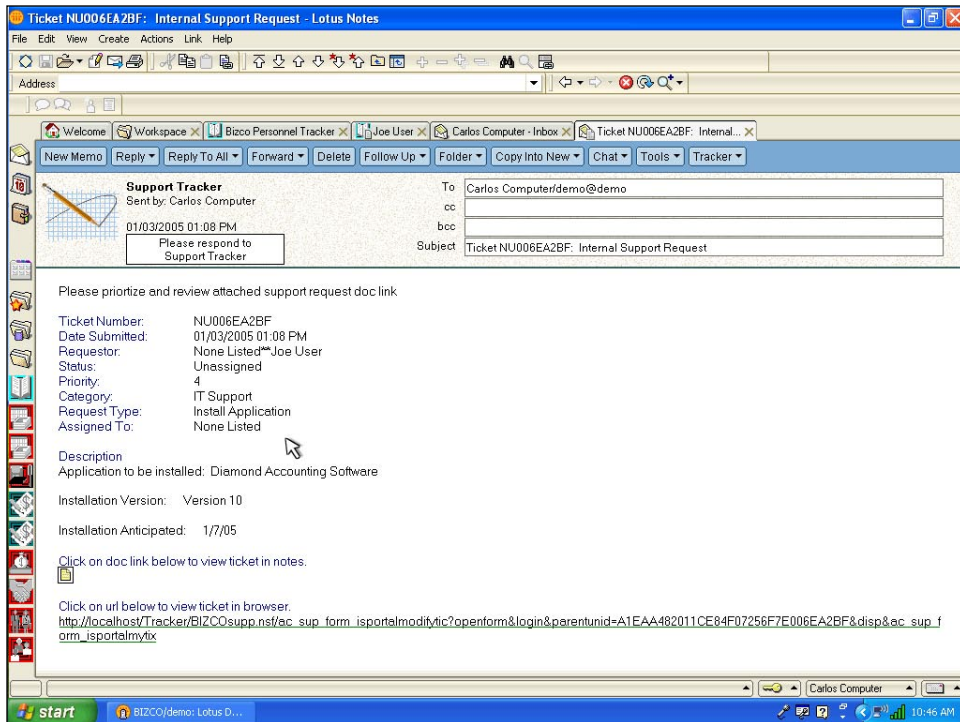 Ticket NU006EA2BF: Internal Support Request - Lotus Notes
File Edit View Create Actions Link Help
Address
Welcome Workspace Bizco Personnel Tracker Joe User Carlos Computer - Inbox Ticket NU006EA2BF: Internal...
New Memo Reply Reply To All Forward Delete Follow Up Folder Copy Into New Chat Tools Tracker
Support Tracker
Sent by: Carlos Computer
01/03/2005 01:08 PM
Please respond to
Support Tracker
To Carlos Computer/demo@demo
cc
bcc
Subject Ticket NU006EA2BF: Internal Support Request
Please priortize and review attached support request doc link
Ticket Number: NU006EA2BF
Date Submitted: 01/03/2005 01:08 PM
Requestor: None Listed**Joe User
Status: Unassigned
Priority: 4
Category: IT Support
Request Type: Install Application
Assigned To: None Listed
Description
Application to be installed: Diamond Accounting Software
Installation Version: Version 10
Installation Anticipated: 1/7/05
Click on doc link below to view ticket in notes.
Click on url below to view ticket in browser.
http://localhost/Tracker/BIZCOsupp.nsf/ac_sup_form_isportalmodifytic?openform&login&parentunid=A1EAA482011CE84F07256F7E006EA2BF&disp&ac_sup_f
orm_isportalmytix
Carlos Computer
start BIZCO/demo: Lotus D... 10:46 AM